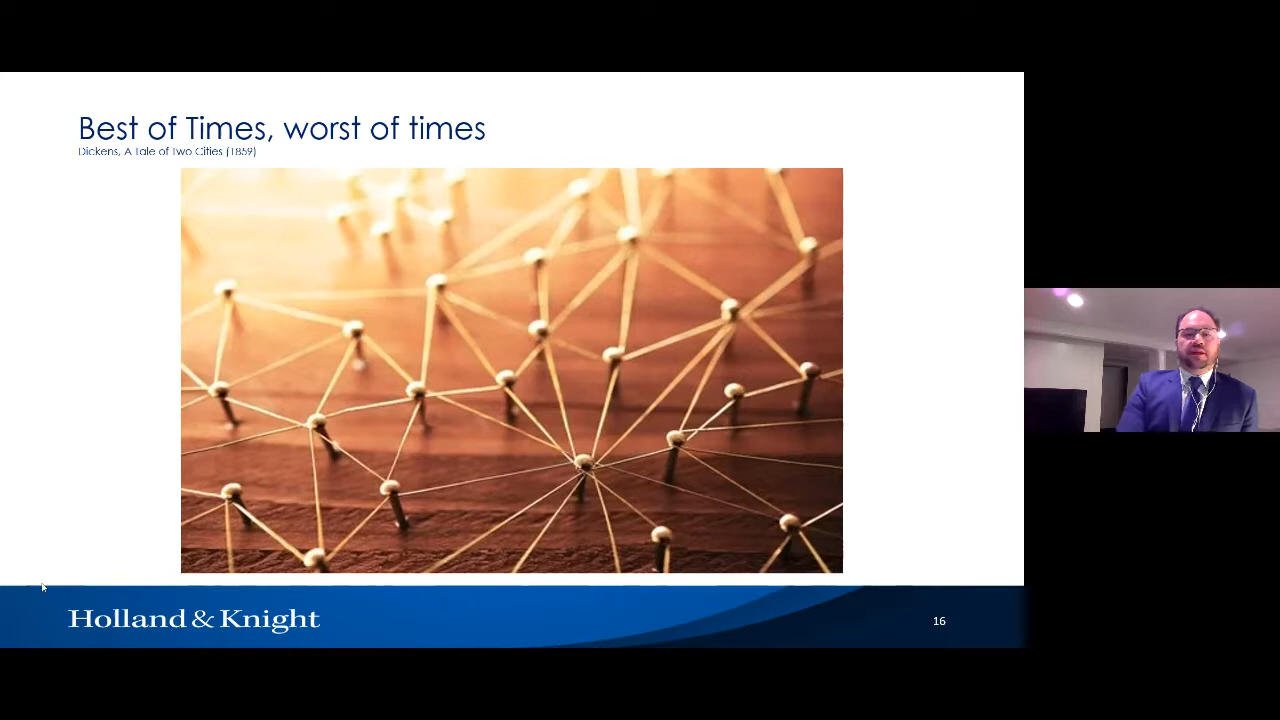 Best of Times, worst of times
Dickens, A Tale of Two Cities (1859)
Holland & Knight
16